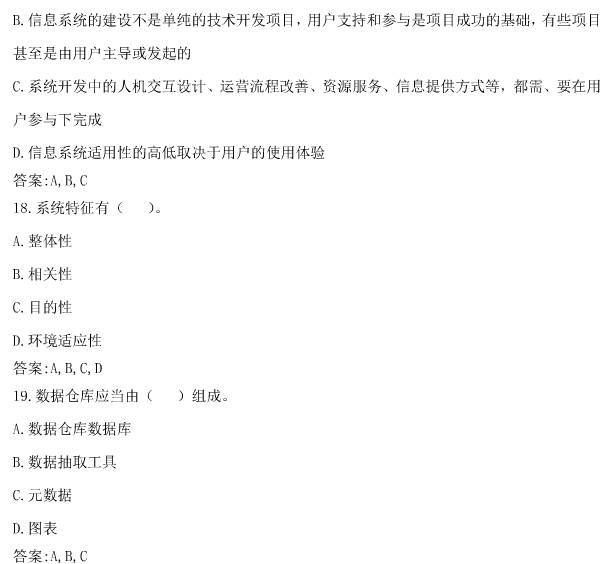 B.信息系统的建设不是单纯的技术开发项目,用户支持和参与是项目成功的基础,有些项目
甚至是由用户主导或发起的
C.系统开发中的人机交互设计、运营流程改善、资源服务、信息提供方式等,都需、要在用
户参与下完成
D.信息系统适用性的高低取决于用户的使用体验
答案:A,B,C
18.系统特征有(   )。
A.整体性
B.相关性
C.目的性
D.环境适应性
答案:A,B,C,D
19.数据仓库应当由(   )组成。
A.数据仓库数据库
B.数据抽取工具
C.元数据
D.图表
答案:A,B,C